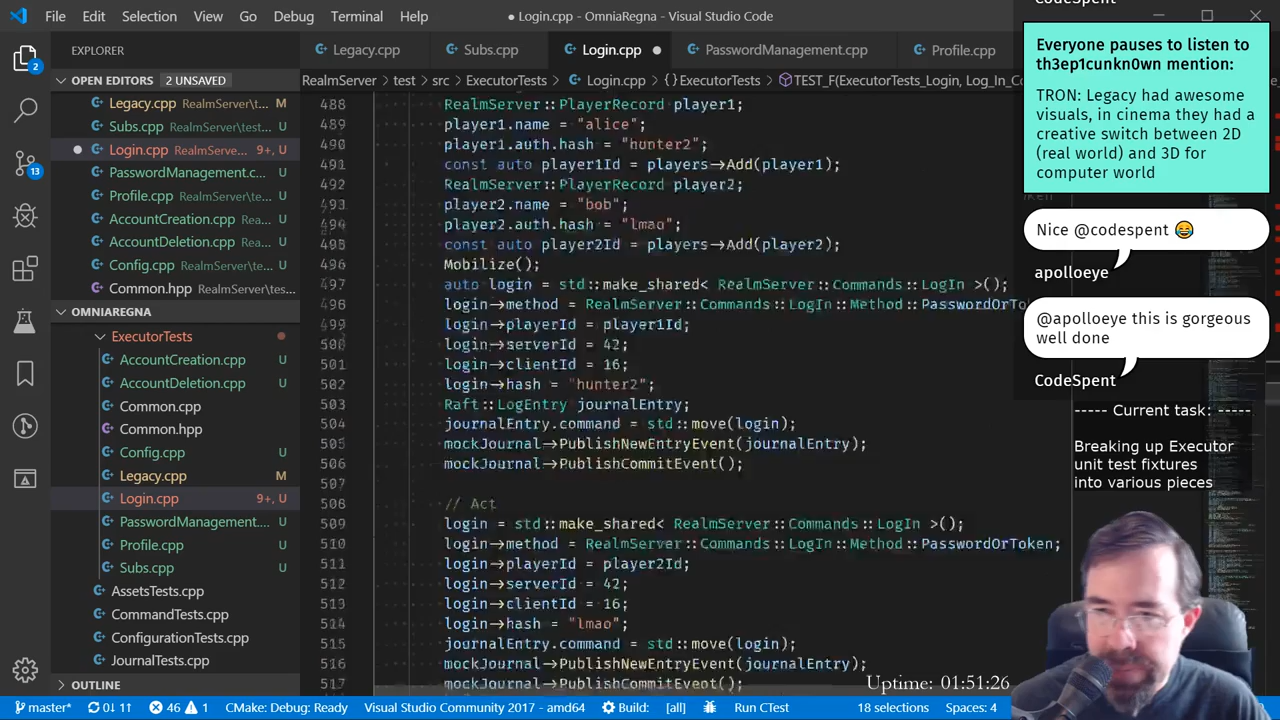 File Edit Selection View Go Debug Terminal Help
● Login.cpp - OmniaRegna - Visual Studio Code
CodeSpent
EXPLORER
Legacy.cpp
Subs.cpp
Login.cpp
PasswordManagement.cpp
Profile.cpp
OPEN EDITORS 2 UNSAVED
RealmServer > test > src > ExecutorTests > Login.cpp > {} ExecutorTests > TEST_F(ExecutorTests_Login, Log_In_Co
Legacy.cpp RealmServer\t... M
Subs.cpp RealmServer\test... U
Login.cpp RealmServe... 9+, U
PasswordManagement.c... U
Profile.cpp RealmServer\te... U
AccountCreation.cpp Rea... U
AccountDeletion.cpp Rea... U
Config.cpp RealmServer\te... U
Common.hpp RealmServer\t... U
OMNIAREGNA
ExecutorTests
AccountCreation.cpp U
AccountDeletion.cpp U
Common.cpp
Common.hpp
Config.cpp U
Legacy.cpp M
Login.cpp 9+, U
PasswordManagement.... U
Profile.cpp U
Subs.cpp U
AssetsTests.cpp
CommandTests.cpp
ConfigurationTests.cpp
JournalTests.cpp
OUTLINE
488 RealmServer::PlayerRecord player1;
489 player1.name = "alice";
490 player1.auth.hash = "hunter2";
491 const auto player1Id = players->Add(player1);
492 RealmServer::PlayerRecord player2;
493 player2.name = "bob";
494 player2.auth.hash = "lmao";
495 const auto player2Id = players->Add(player2);
496 Mobilize();
497 auto login = std::make_shared< RealmServer::Commands::LogIn >();
498 login->method = RealmServer::Commands::LogIn::Method::PasswordOrTo
499 login->playerId = player1Id;
500 login->serverId = 42;
501 login->clientId = 16;
502 login->hash = "hunter2";
503 Raft::LogEntry journalEntry;
504 journalEntry.command = std::move(login);
505 mockJournal->PublishNewEntryEvent(journalEntry);
506 mockJournal->PublishCommitEvent();
507
508 // Act
509 login = std::make_shared< RealmServer::Commands::LogIn >();
510 login->method = RealmServer::Commands::LogIn::Method::PasswordOrToken;
511 login->playerId = player2Id;
512 login->serverId = 42;
513 login->clientId = 16;
514 login->hash = "lmao";
515 journalEntry.command = std::move(login);
516 mockJournal->PublishNewEntryEvent(journalEntry);
517 mockJournal->PublishCommitEvent();
Everyone pauses to listen to
th3ep1cunkn0wn mention:
TRON: Legacy had awesome
visuals, in cinema they had a
creative switch between 2D
(real world) and 3D for
computer world
Nice @codespent 😂
apolloeye
@apolloeye this is gorgeous
well done
CodeSpent
----- Current task: -----
Breaking up Executor
unit test fixtures
into various pieces
Uptime: 01:51:26
2
13
master* 0↓ 11↑ 46 1 CMake: Debug: Ready Visual Studio Community 2017 - amd64 Build: [all] Run CTest 18 selections Spaces: 4